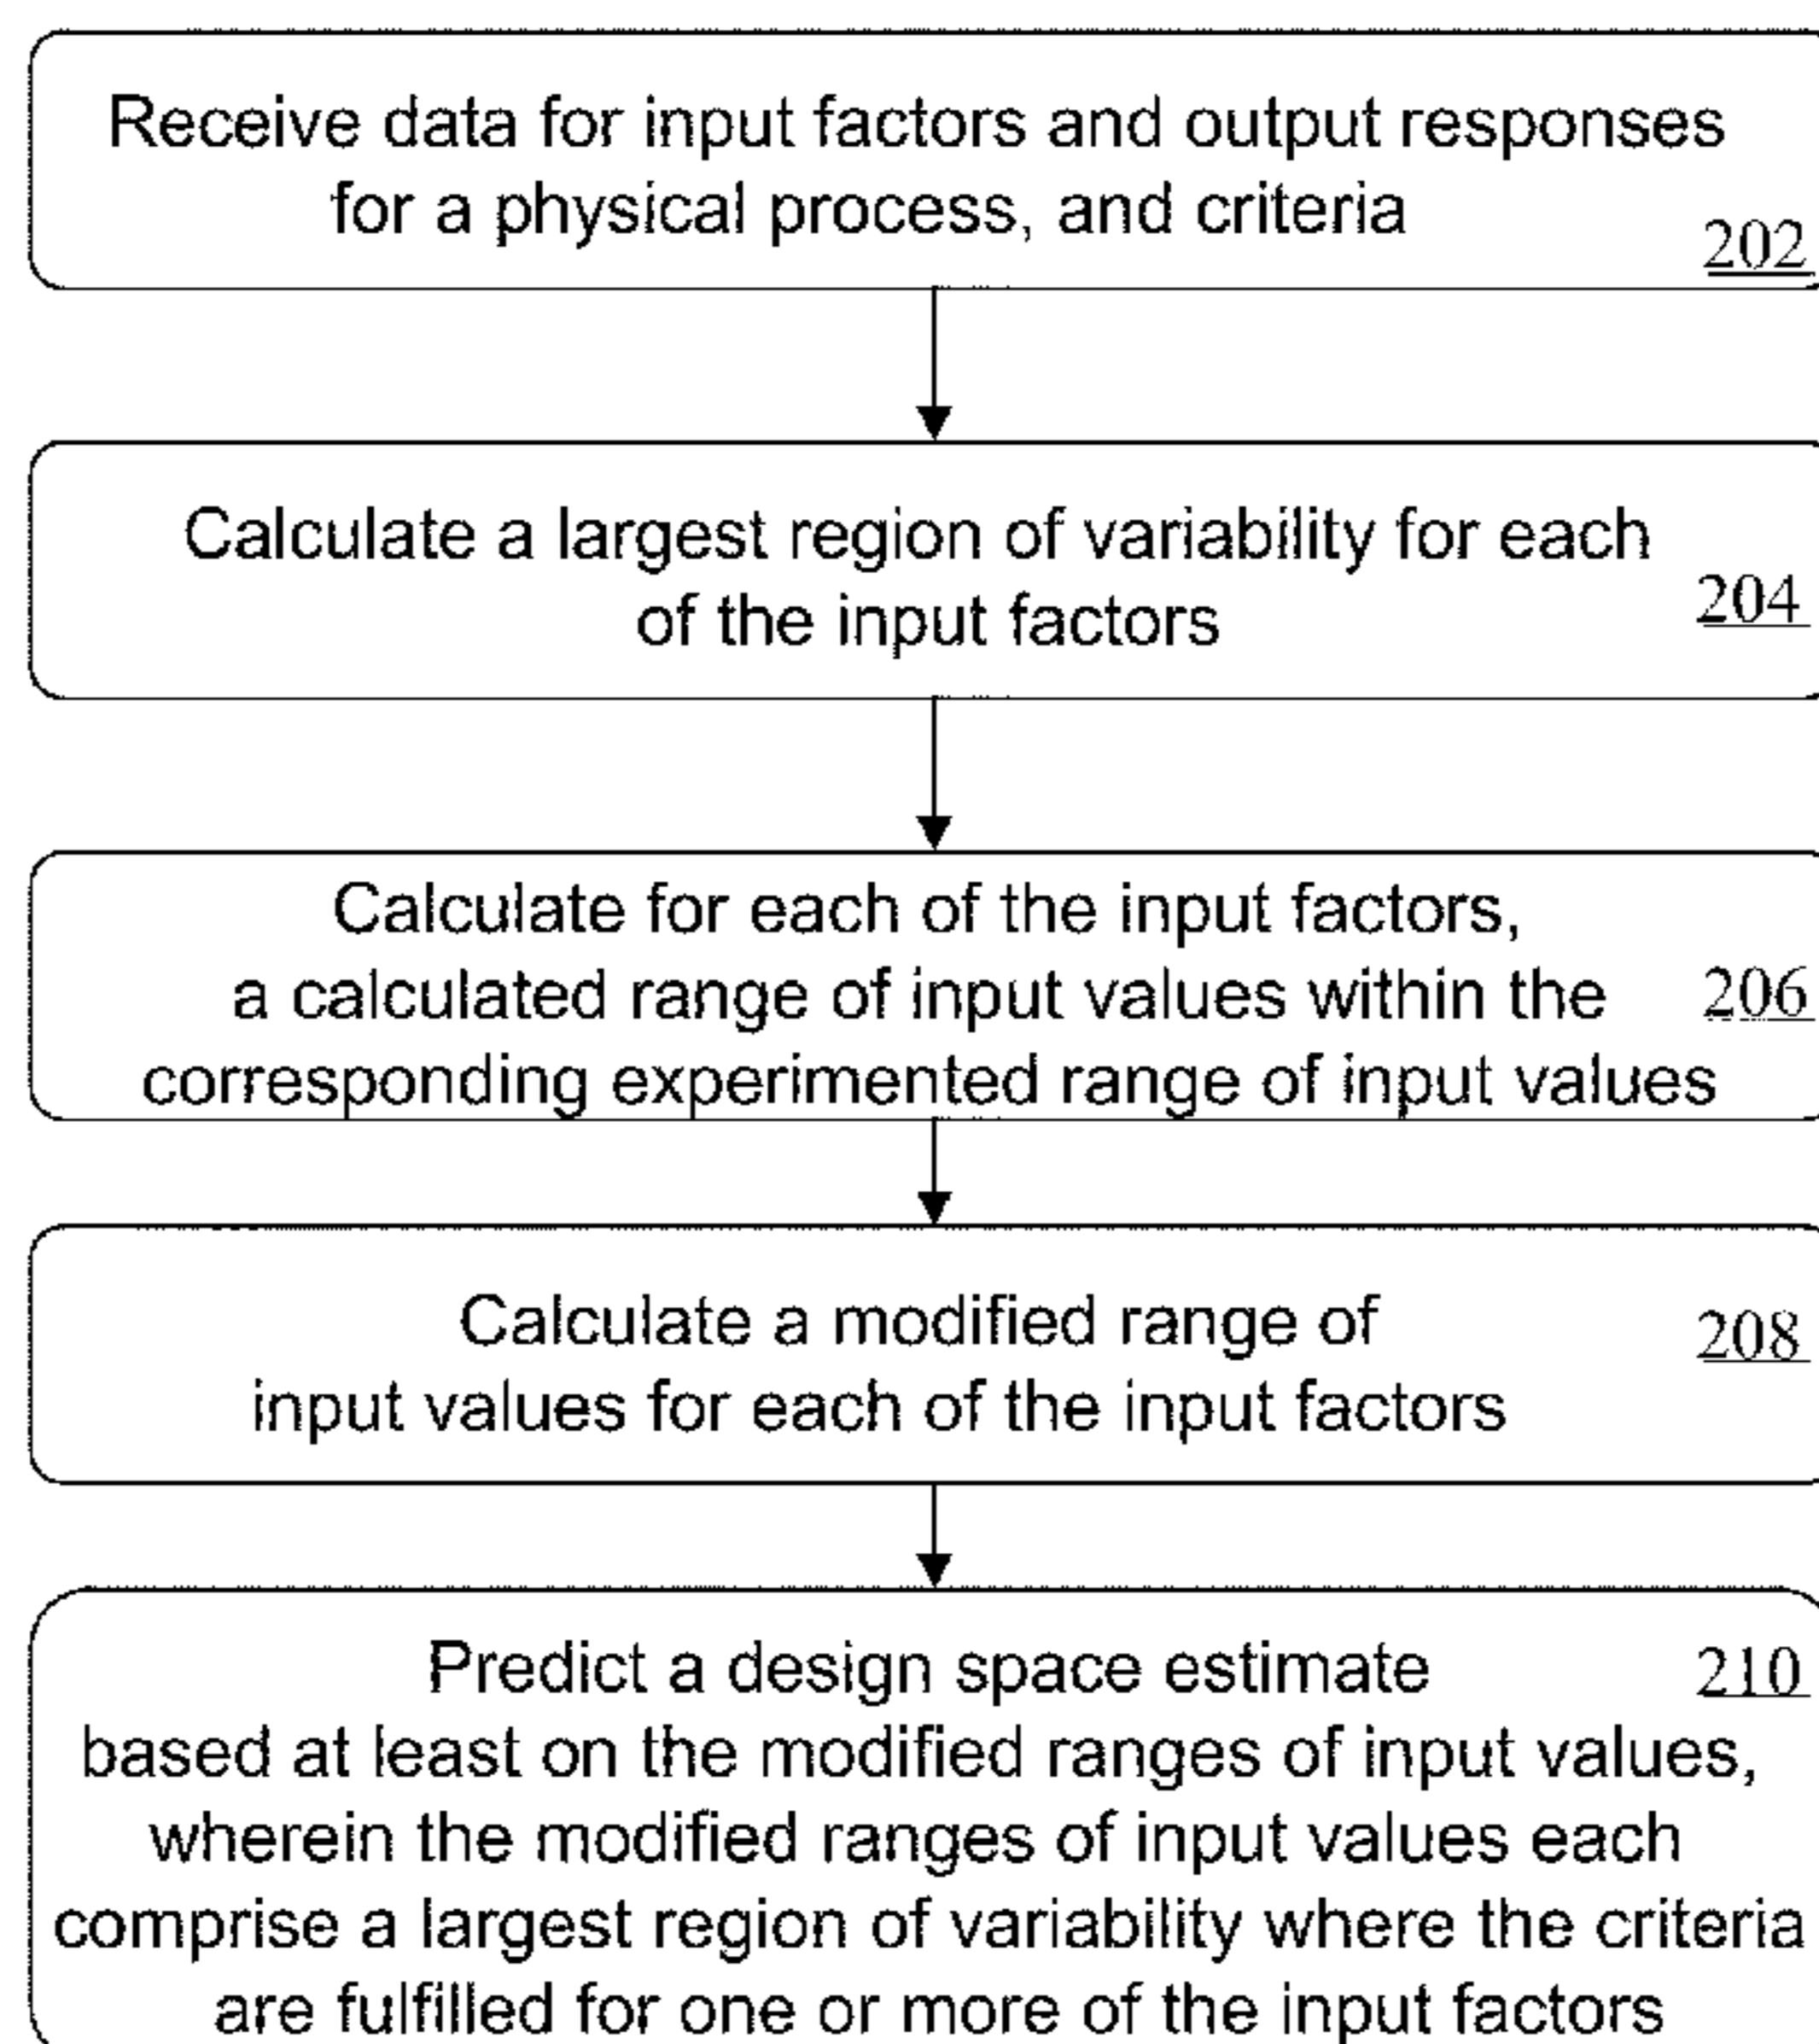 Receive data for input factors and output responses
for a physical process, and criteria
202
Calculate a largest region of variability for each
of the input factors
204
Calculate for each of the input factors,
a calculated range of input values within the
206
corresponding experimented range of input values
Calculate a modified range of
208
input values for each of the input factors
Predict a design space estimate
210
based at least on the modified ranges of input values,
wherein the modified ranges of input values each
comprise a largest region of variability where the criteria
are fulfilled for one or more of the input factors